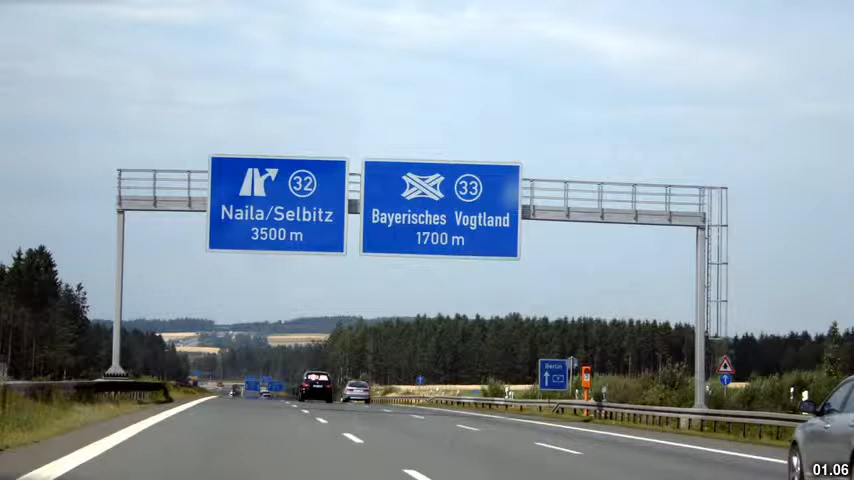 32
Naila/Selbitz
3500 m
33
Bayerisches Vogtland
1700 m
Berlin
01.06